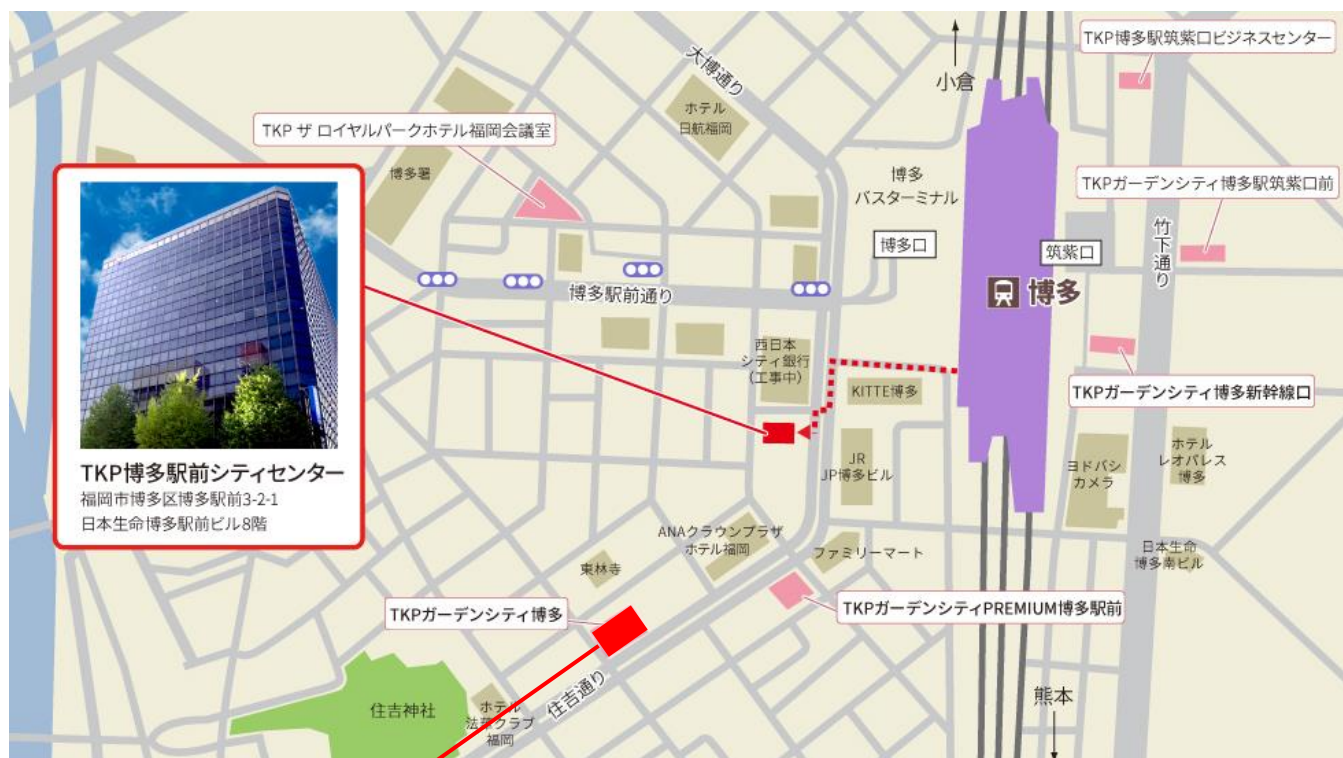 TKP博多駅筑紫口ビジネスセンター
小倉
大博通り
ホテル
日航福岡
TKP ザ ロイヤルパークホテル福岡会議室
博多署
博多
バスターミナル
TKPガーデンシティ博多駅筑紫口前
竹下通り
博多口
筑紫口
博多駅前通り
博多
西日本
シティ銀行
(工事中)
KITTE博多
TKPガーデンシティ博多新幹線口
TKP博多駅前シティセンター
福岡市博多区博多駅前3-2-1
日本生命博多駅前ビル8階
JR
JP博多ビル
ヨドバシ
カメラ
ホテル
レオパレス
博多
ANAクラウンプラザ
ホテル福岡
ファミリーマート
日本生命
博多南ビル
東林寺
TKPガーデンシティ博多
TKPガーデンシティPREMIUM博多駅前
住吉通り
住吉神社
ホテル
法華クラブ
福岡
熊本